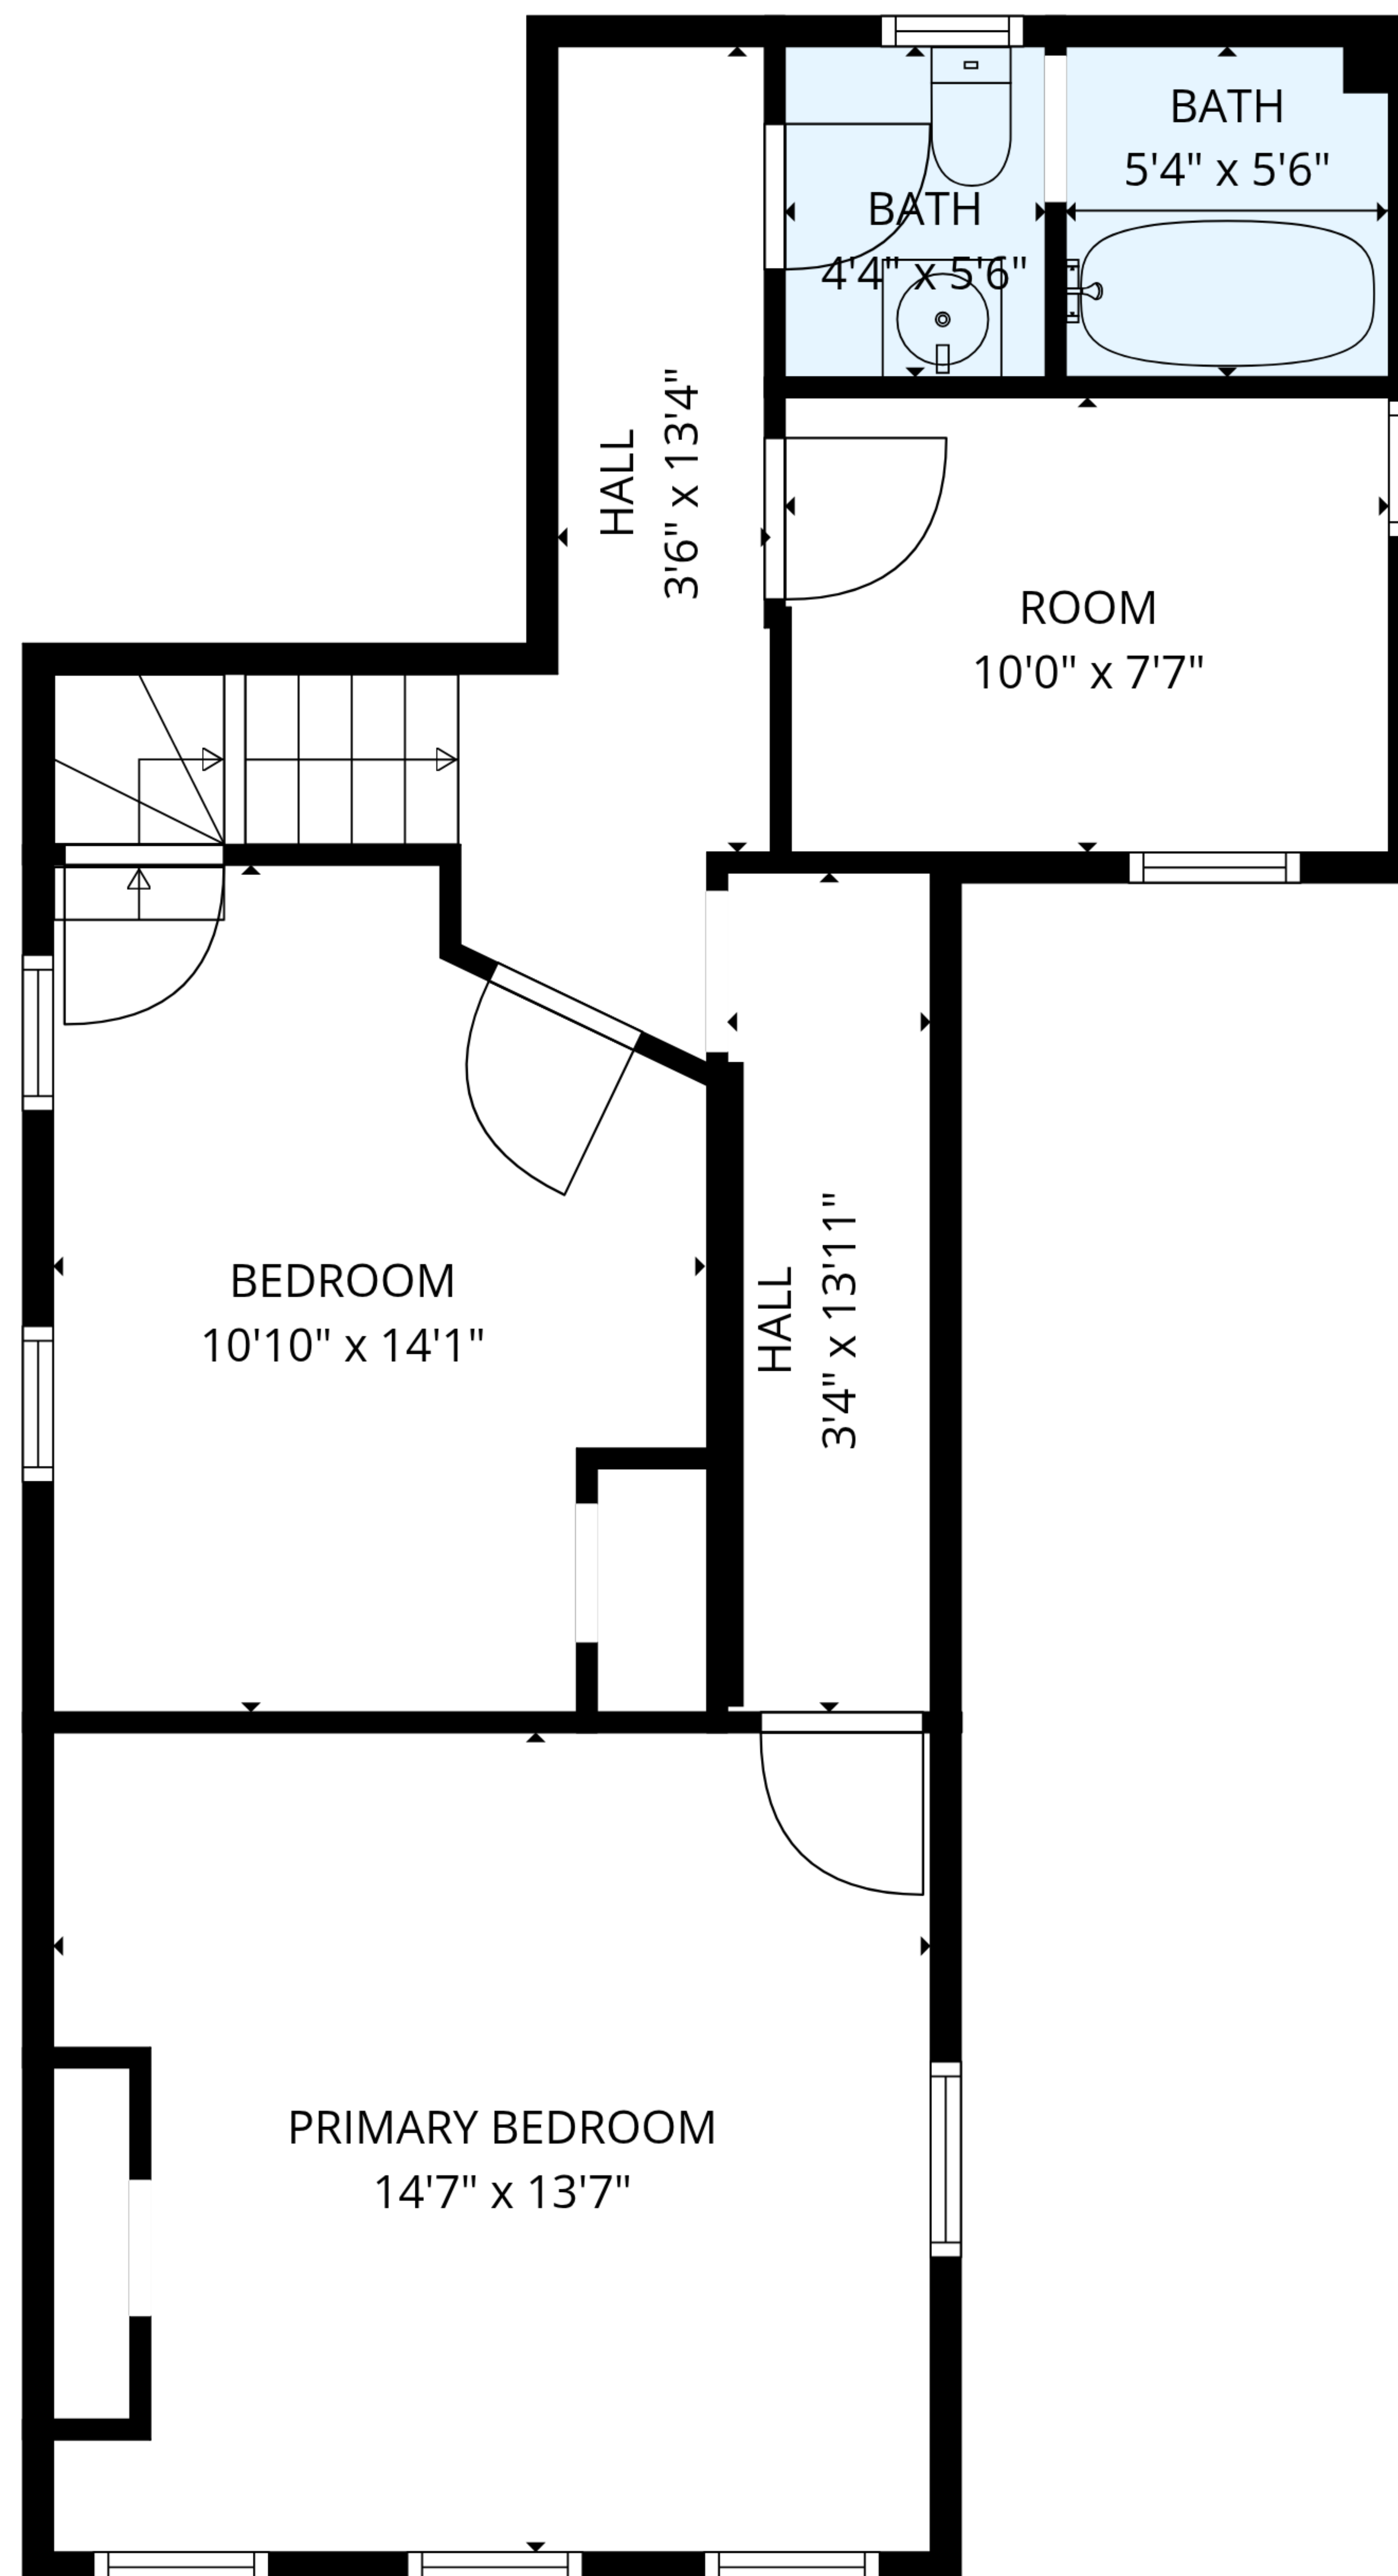 BATH
5'4" x 5'6"
BATH
4'4" x 5'6"
HALL
3'6" x 13'4"
ROOM
10'0" x 7'7"
BEDROOM
10'10" x 14'1"
HALL
3'4" x 13'11"
PRIMARY BEDROOM
14'7" x 13'7"